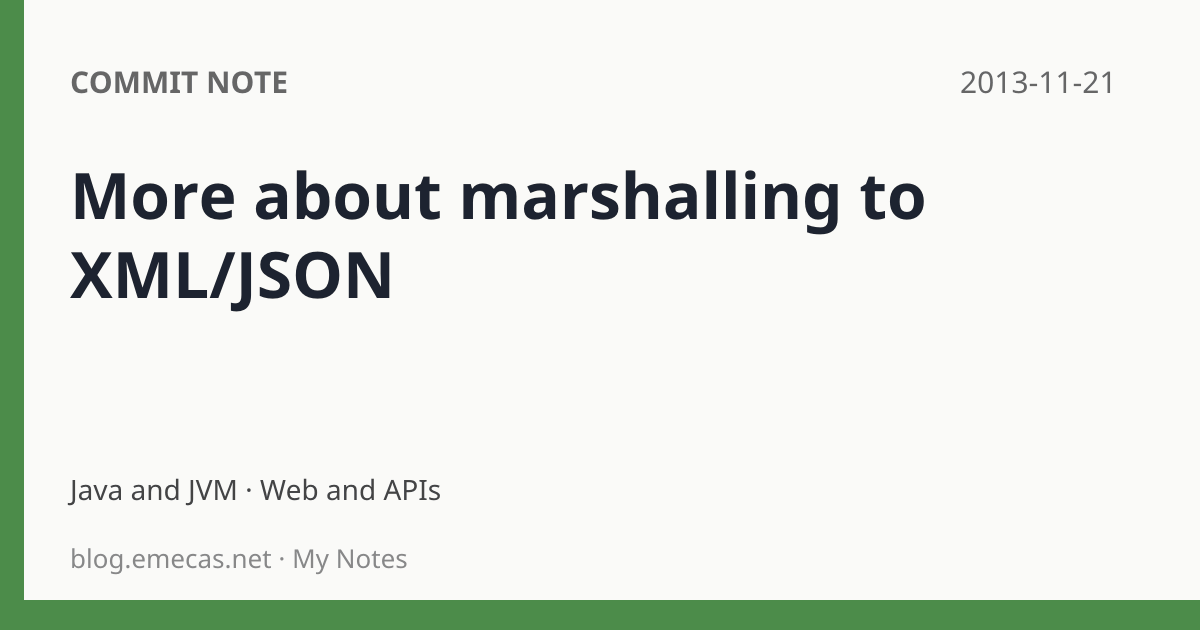 COMMIT NOTE
2013-11-21
More about marshalling to
XML/JSON
Java and JVM · Web and APIs
blog.emecas.net · My Notes